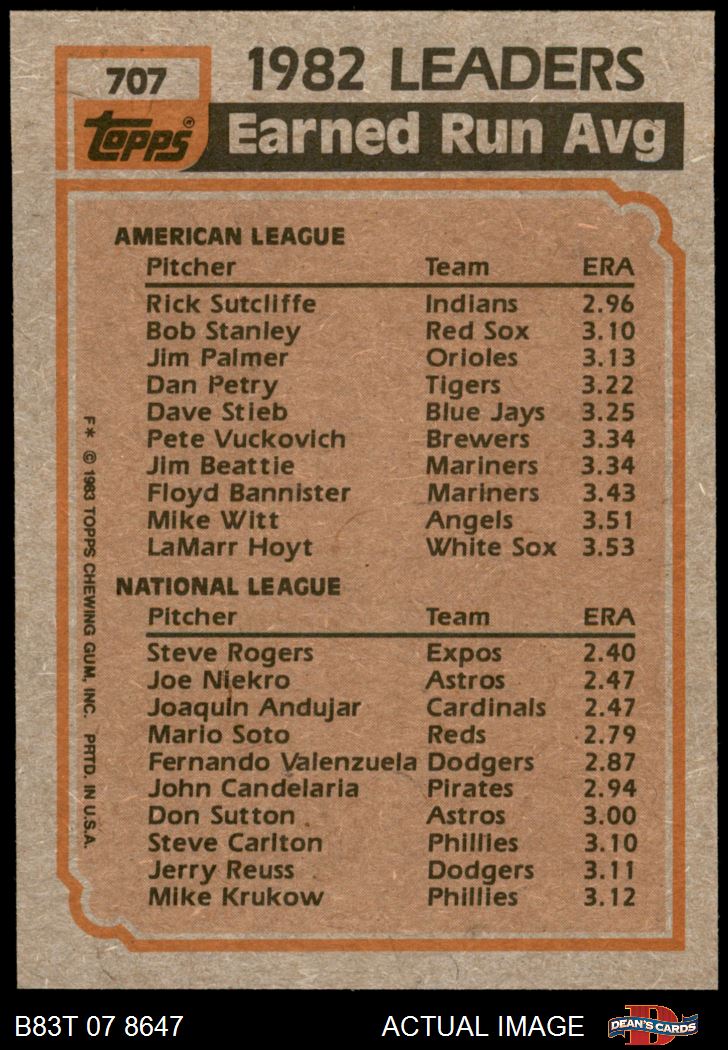 707
1982 LEADERS
Topps®
Earned Run Avg
AMERICAN LEAGUE
Pitcher Team ERA
Rick Sutcliffe Indians 2.96
Bob Stanley Red Sox 3.10
Jim Palmer Orioles 3.13
Dan Petry Tigers 3.22
Dave Stieb Blue Jays 3.25
Pete Vuckovich Brewers 3.34
Jim Beattie Mariners 3.34
Floyd Bannister Mariners 3.43
Mike Witt Angels 3.51
LaMarr Hoyt White Sox 3.53
NATIONAL LEAGUE
Pitcher Team ERA
Steve Rogers Expos 2.40
Joe Niekro Astros 2.47
Joaquin Andujar Cardinals 2.47
Mario Soto Reds 2.79
Fernando Valenzuela Dodgers 2.87
John Candelaria Pirates 2.94
Don Sutton Astros 3.00
Steve Carlton Phillies 3.10
Jerry Reuss Dodgers 3.11
Mike Krukow Phillies 3.12
F* © 1983 TOPPS CHEWING GUM, INC. PRTD. IN U.S.A.
B83T 07 8647 ACTUAL IMAGE
D
DEAN'S CARDS